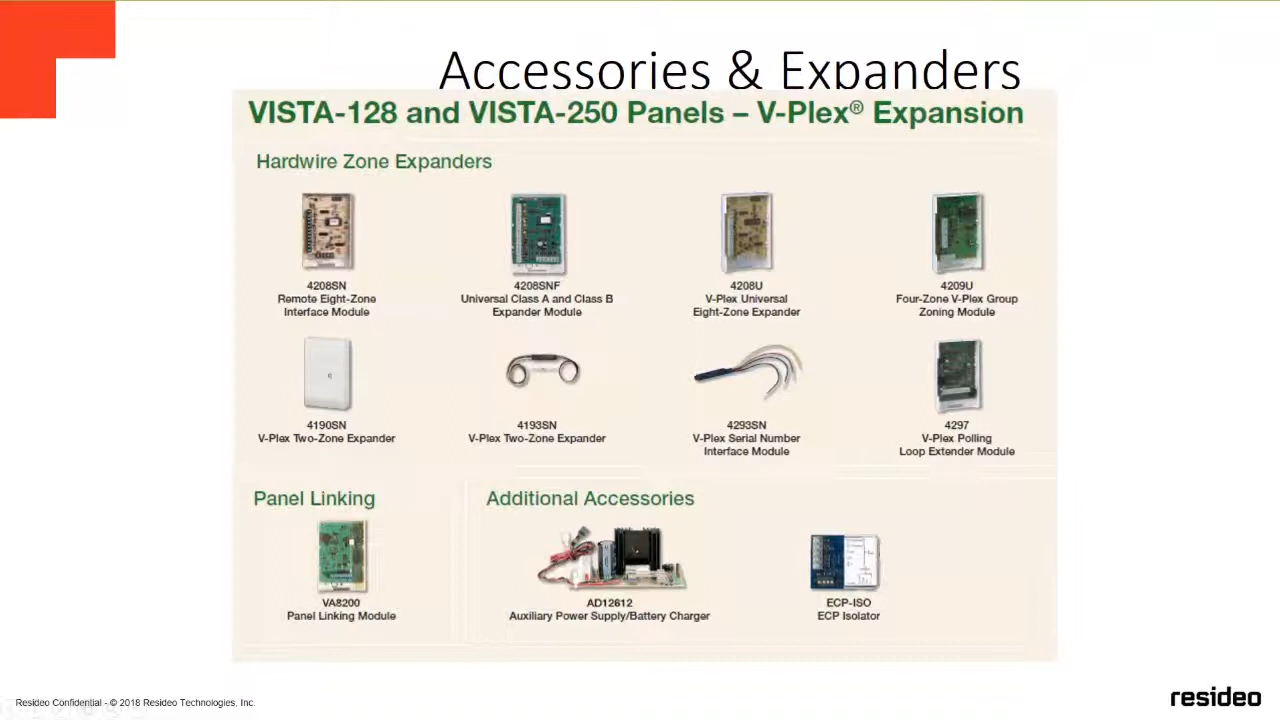 Accessories & Expanders
VISTA-128 and VISTA-250 Panels – V-Plex® Expansion
Hardwire Zone Expanders
4208SN
Remote Eight-Zone
Interface Module
4208SNF
Universal Class A and Class B
Expander Module
4208U
V-Plex Universal
Eight-Zone Expander
4209U
Four-Zone V-Plex Group
Zoning Module
4190SN
V-Plex Two-Zone Expander
4193SN
V-Plex Two-Zone Expander
4293SN
V-Plex Serial Number
Interface Module
4297
V-Plex Polling
Loop Extender Module
Panel Linking
VA8200
Panel Linking Module
Additional Accessories
AD12612
Auxiliary Power Supply/Battery Charger
ECP-ISO
ECP Isolator
Resideo Confidential - © 2018 Resideo Technologies, Inc.
resideo